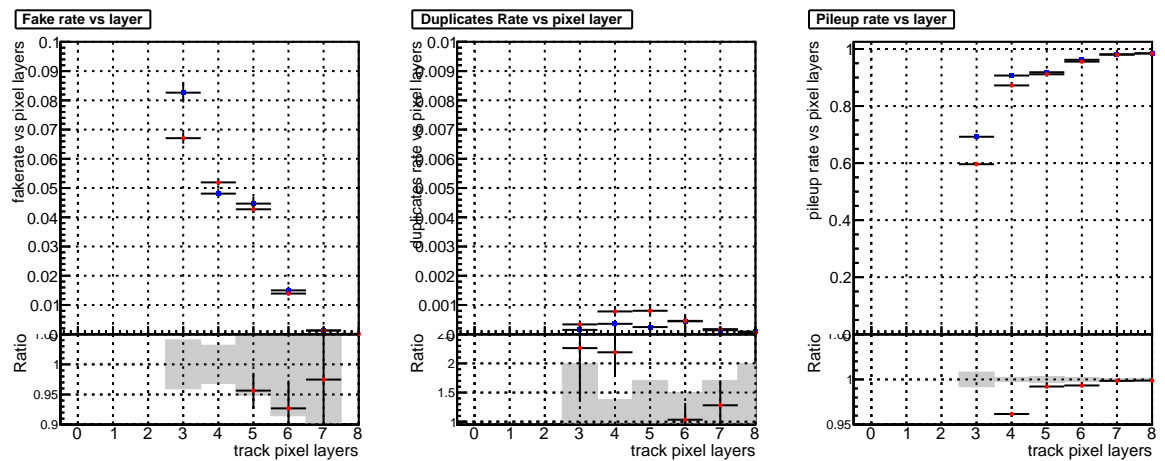 Fake rate vs layer
fakerate vs pixel layers
0.1
0.09
0.08
0.07
0.06
0.05
0.04
0.03
0.02
0.01
0
Ratio
1
0.95
0.9
0 1 2 3 4 5 6 7 8
track pixel layers
Duplicates Rate vs pixel layer
duplicates rate vs pixel layers
0.01
0.009
0.008
0.007
0.006
0.005
0.004
0.003
0.002
0.001
0
Ratio
2
1.5
1
0 1 2 3 4 5 6 7 8
track pixel layers
Pileup rate vs layer
pileup rate vs pixel layers
1
0.8
0.6
0.4
0.2
0
Ratio
1
0.95
0 1 2 3 4 5 6 7 8
track pixel layers